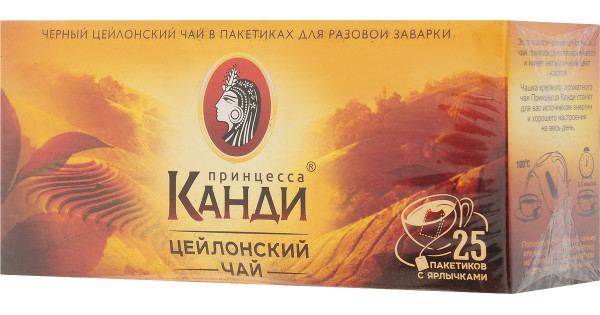 ЧЕРНЫЙ ЦЕЙЛОНСКИЙ ЧАЙ В ПАКЕТИКАХ ДЛЯ РАЗОВОЙ ЗАВАРКИ
принцесса®
КАНДИ
ЦЕЙЛОНСКИЙ
ЧАЙ
25
ПАКЕТИКОВ
С ЯРЛЫЧКАМИ
Чашка крепкого, ароматного
чая Принцесса Канди станет
для вас источником энергии
и хорошего настроения
на весь день.
100°C